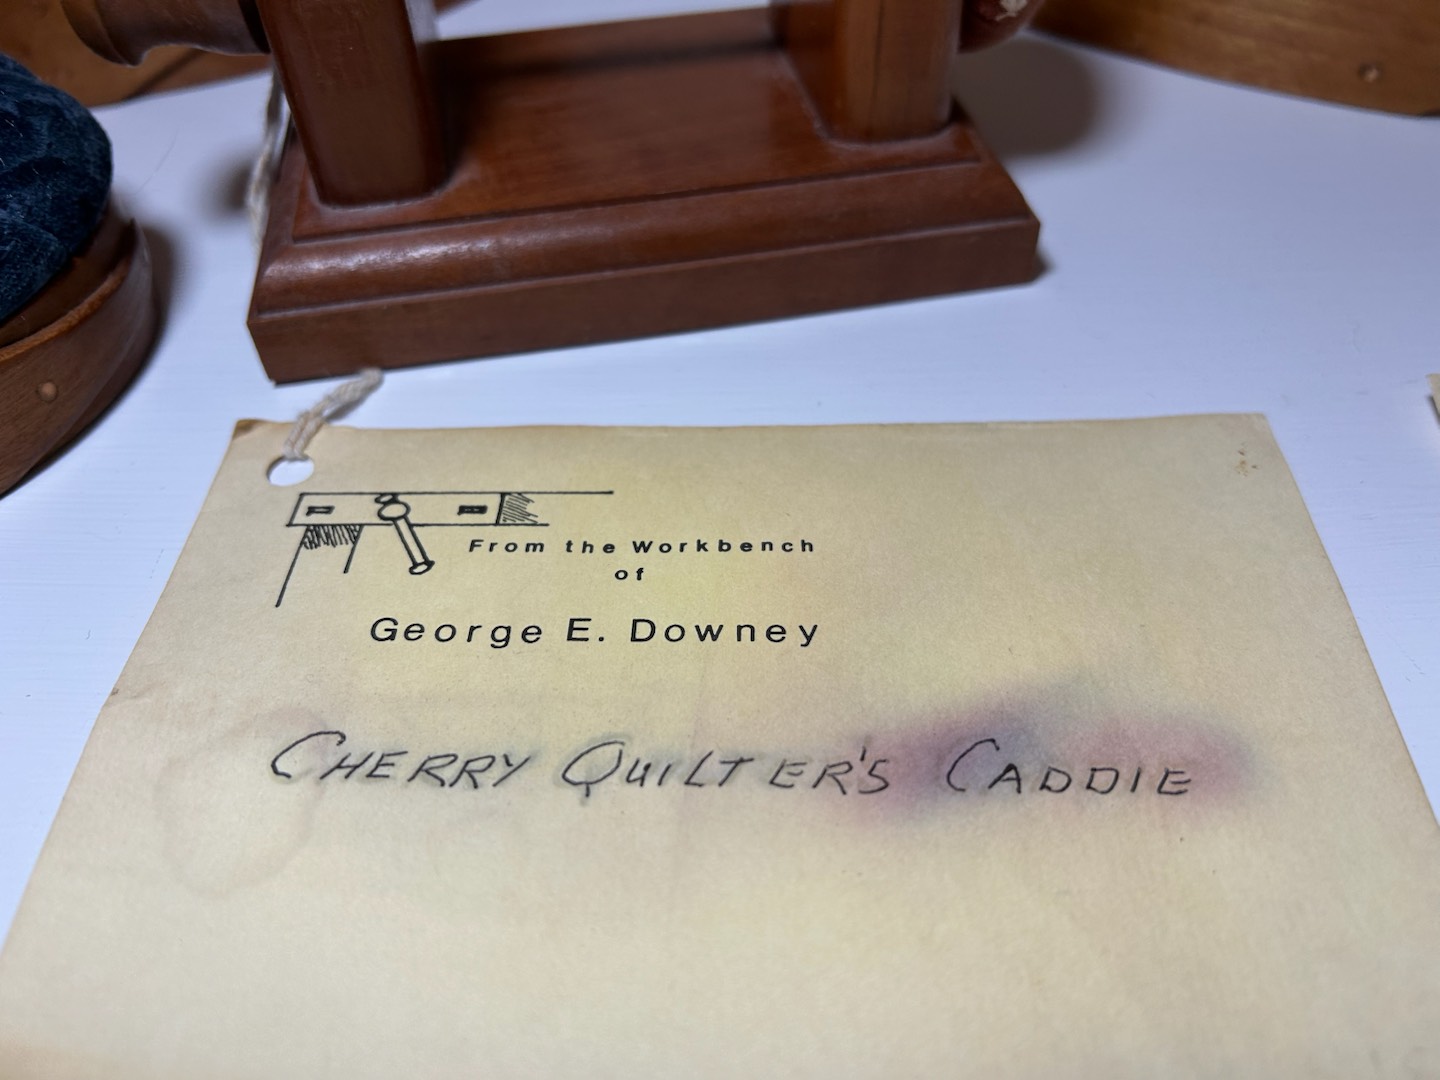 From the Workbench
of
George E. Downey
CHERRY QUILTER'S CADDIE